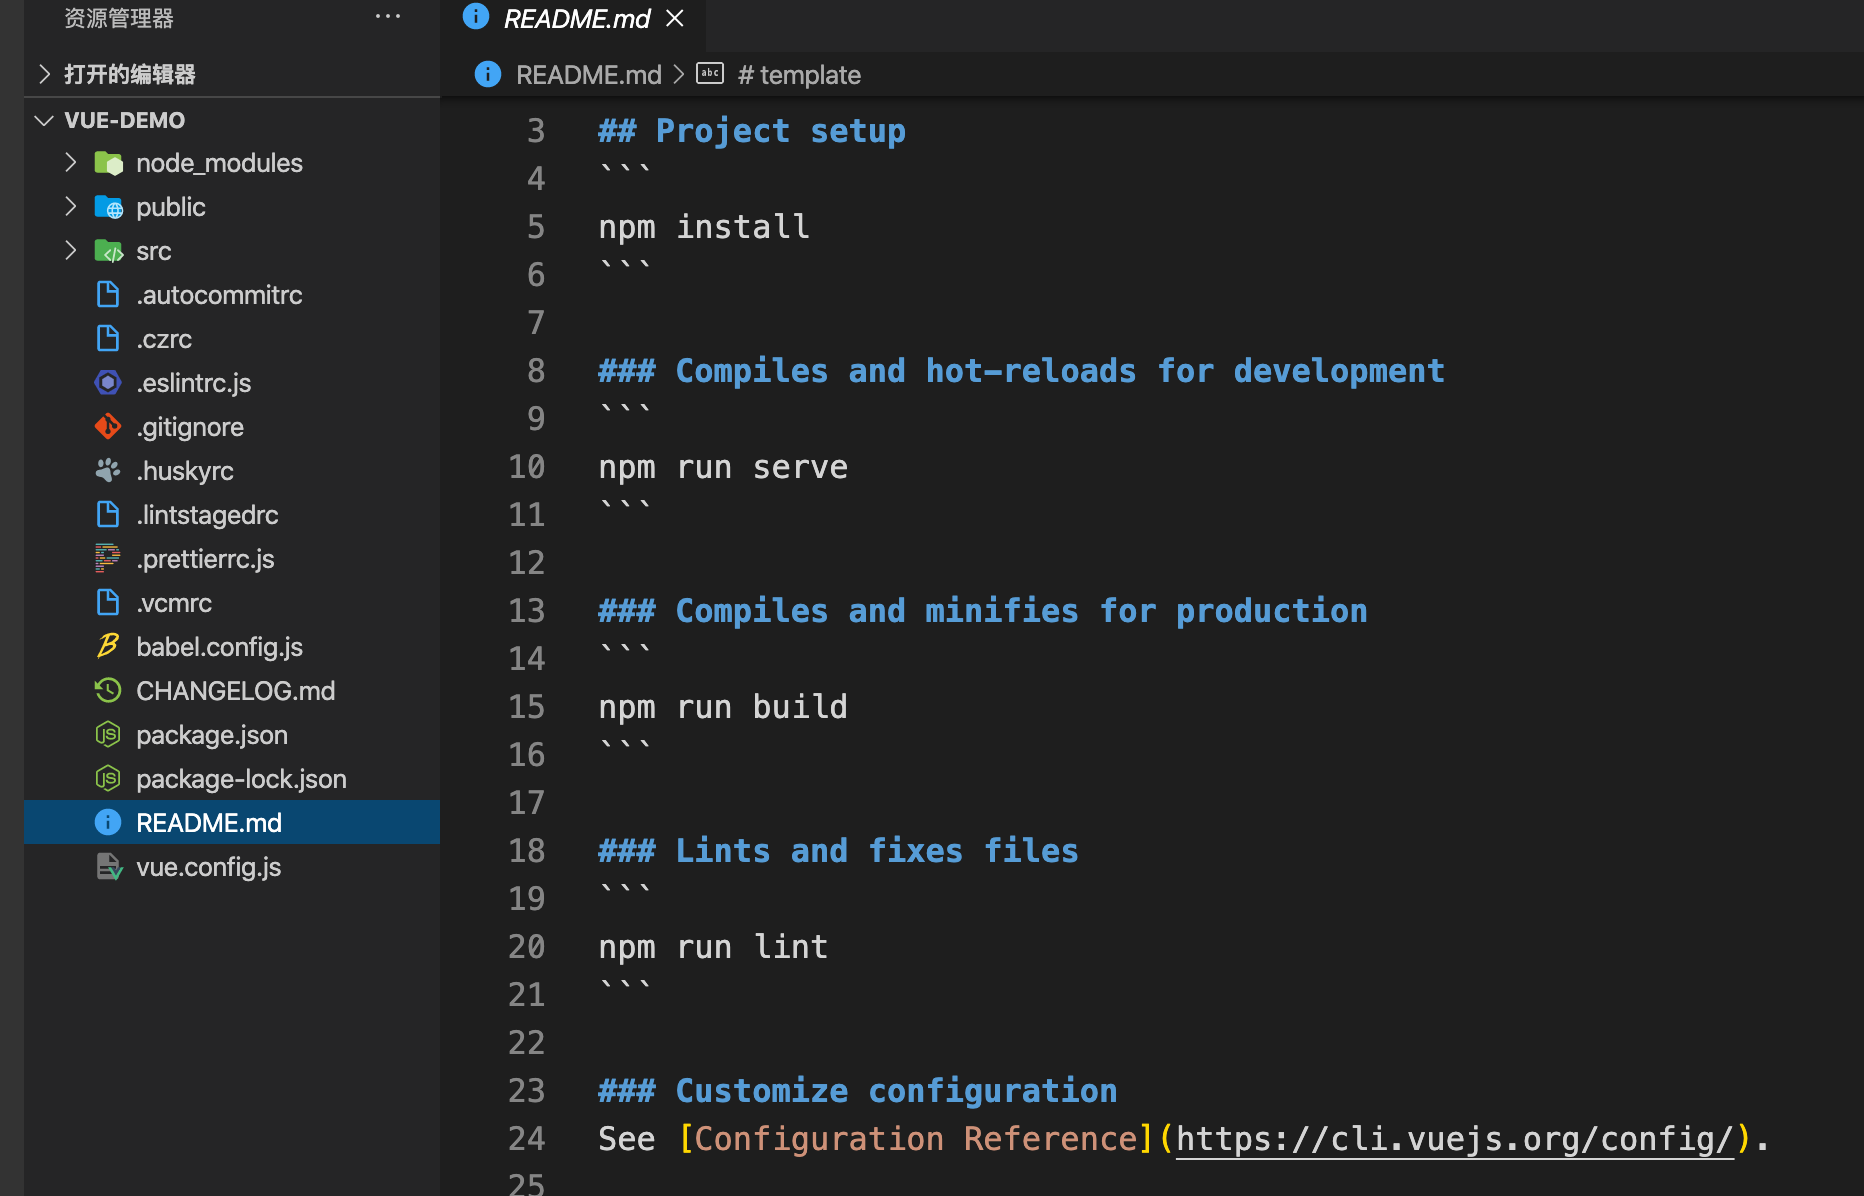 资源管理器
···
打开的编辑器
VUE-DEMO
node_modules
public
src
.autocommitrc
.czrc
.eslintrc.js
.gitignore
.huskyrc
.lintstagedrc
.prettierrc.js
.vcmrc
babel.config.js
CHANGELOG.md
package.json
package-lock.json
README.md
vue.config.js
README.md
README.md > abc # template
3 ## Project setup
4 ```
5 npm install
6 ```
7
8 ### Compiles and hot-reloads for development
9 ```
10 npm run serve
11 ```
12
13 ### Compiles and minifies for production
14 ```
15 npm run build
16 ```
17
18 ### Lints and fixes files
19 ```
20 npm run lint
21 ```
22
23 ### Customize configuration
24 See [Configuration Reference](https://cli.vuejs.org/config/).
25